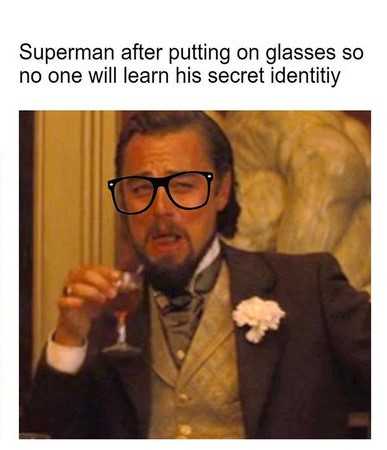 Superman after putting on glasses so
no one will learn his secret identitiy